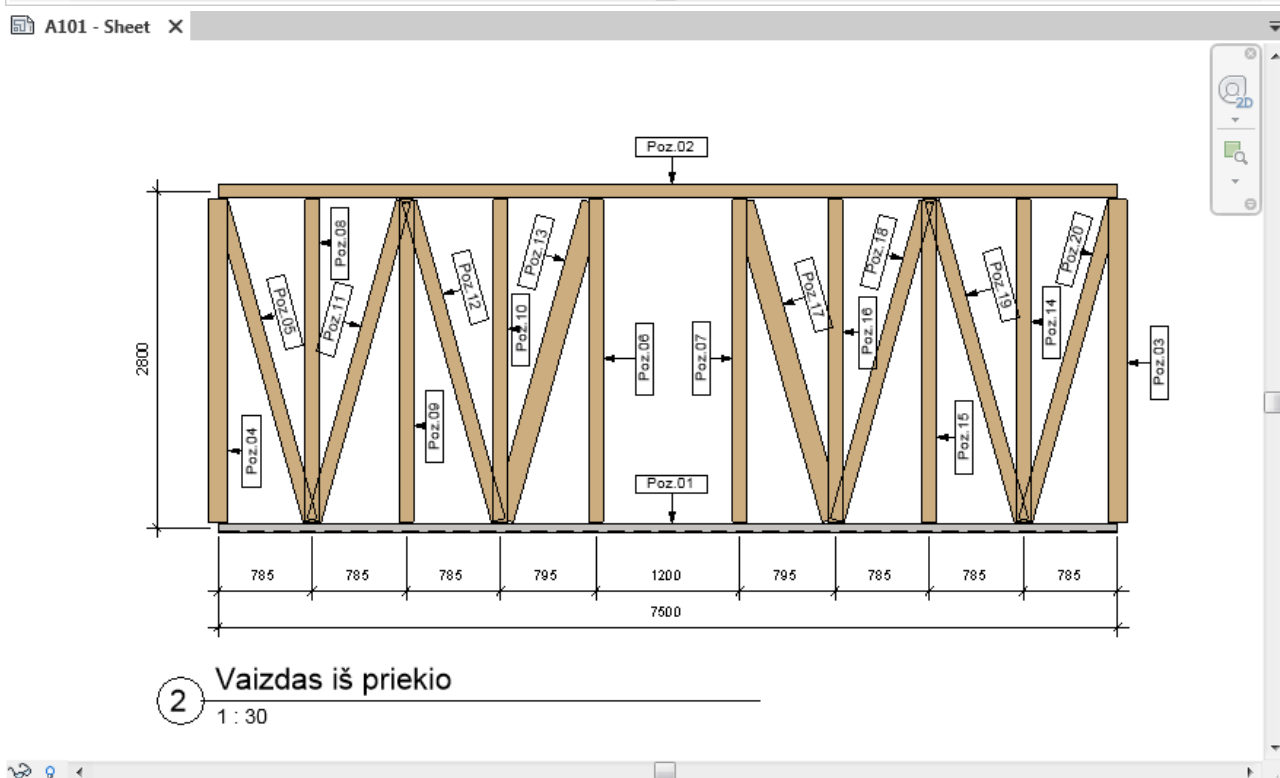 A101 - Sheet
2D
Poz.02
Poz.08
Poz.13
Poz.18
Poz.20
Poz.05
Poz.11
Poz.12
Poz.10
Poz.17
Poz.16
Poz.19
Poz.14
Poz.06
Poz.07
Poz.03
2800
Poz.04
Poz.09
Poz.15
Poz.01
785 785 785 795 1200 795 785 785 785
7500
2 Vaizdas iš priekio
1 : 30